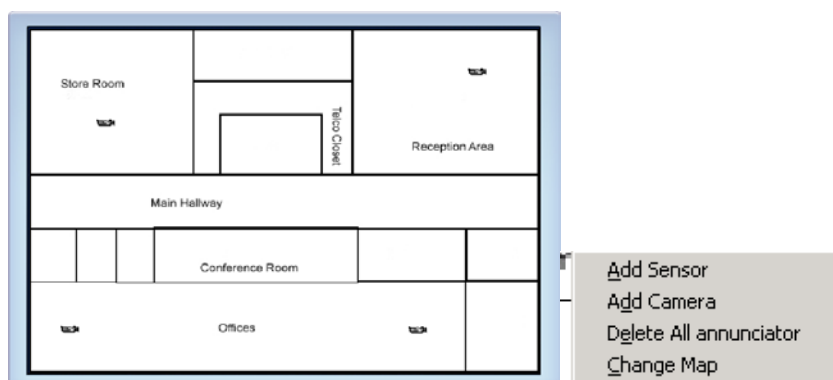 Store Room
Telco Closet
Reception Area
Main Hallway
Conference Room
Offices
Add Sensor
Add Camera
Delete All annunciator
Change Map